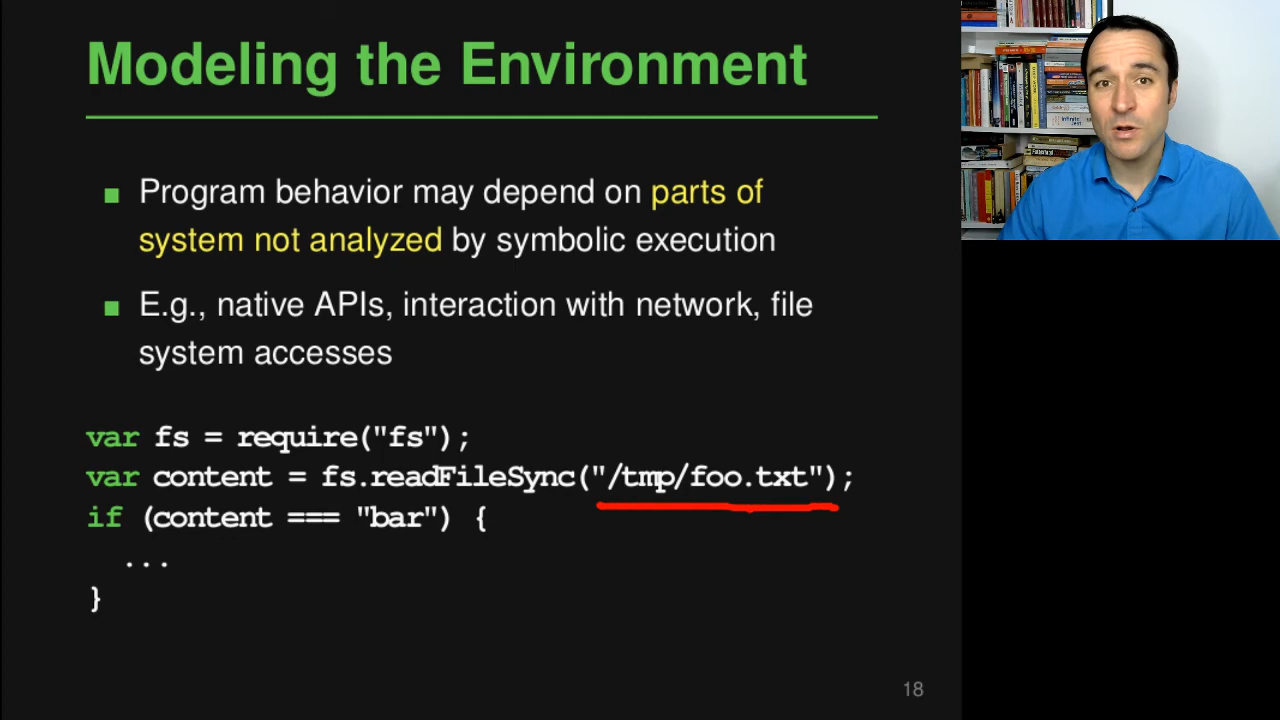 Modeling the Environment
Program behavior may depend on parts of
system not analyzed by symbolic execution
E.g., native APIs, interaction with network, file
system accesses
var fs = require("fs");
var content = fs.readFileSync("/tmp/foo.txt");
if (content === "bar") {
...
}
18
Infinite
Jest